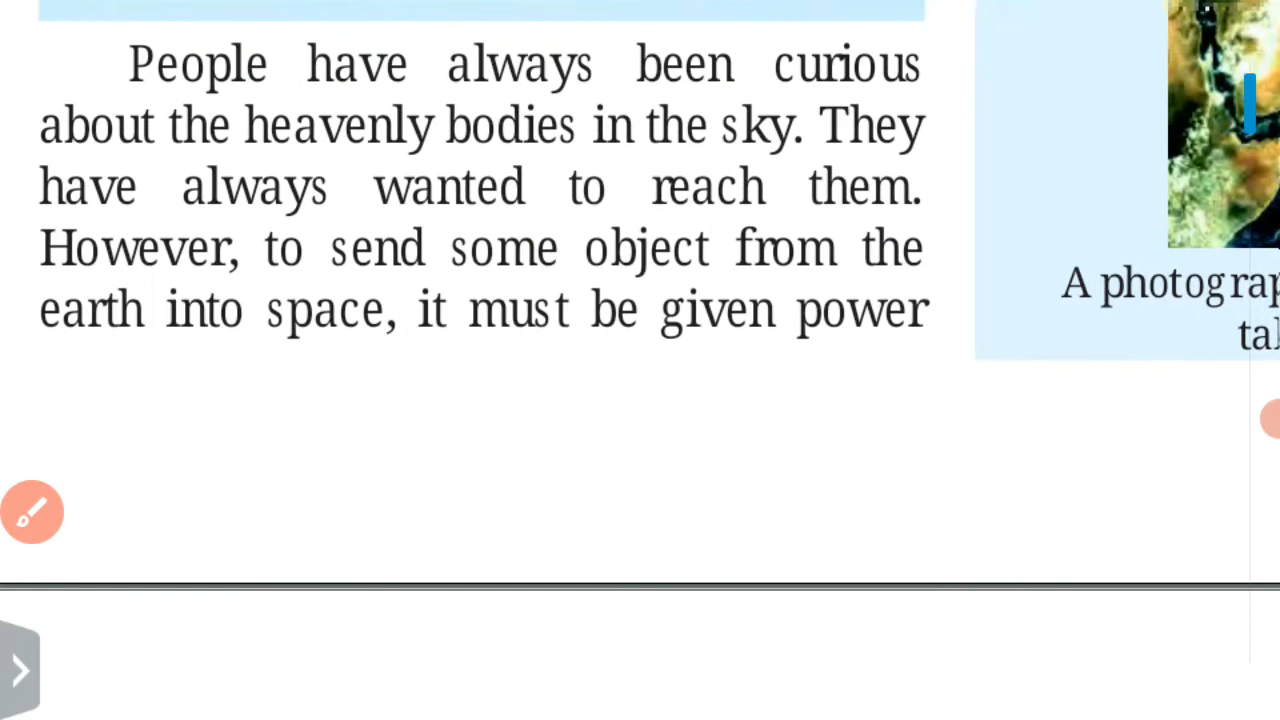 People have always been curious
about the heavenly bodies in the sky. They
have always wanted to reach them.
However, to send some object from the
earth into space, it must be given power
A photograp
tal